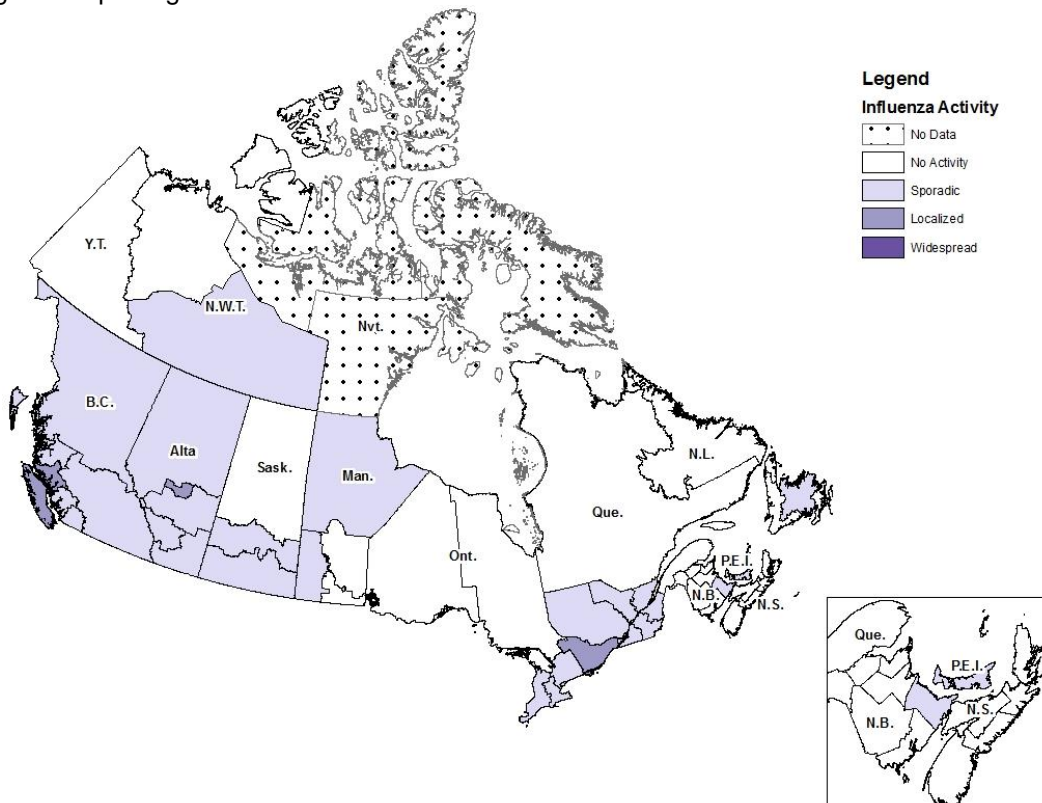 Legend
Influenza Activity
No Data
No Activity
Sporadic
Localized
Widespread
Y.T.
N.W.T.
Nvt.
B.C.
Alta
Sask.
Man.
Ont.
Que.
N.L.
P.E.I.
N.B.
N.S.
Que.
P.E.I.
N.S.
N.B.